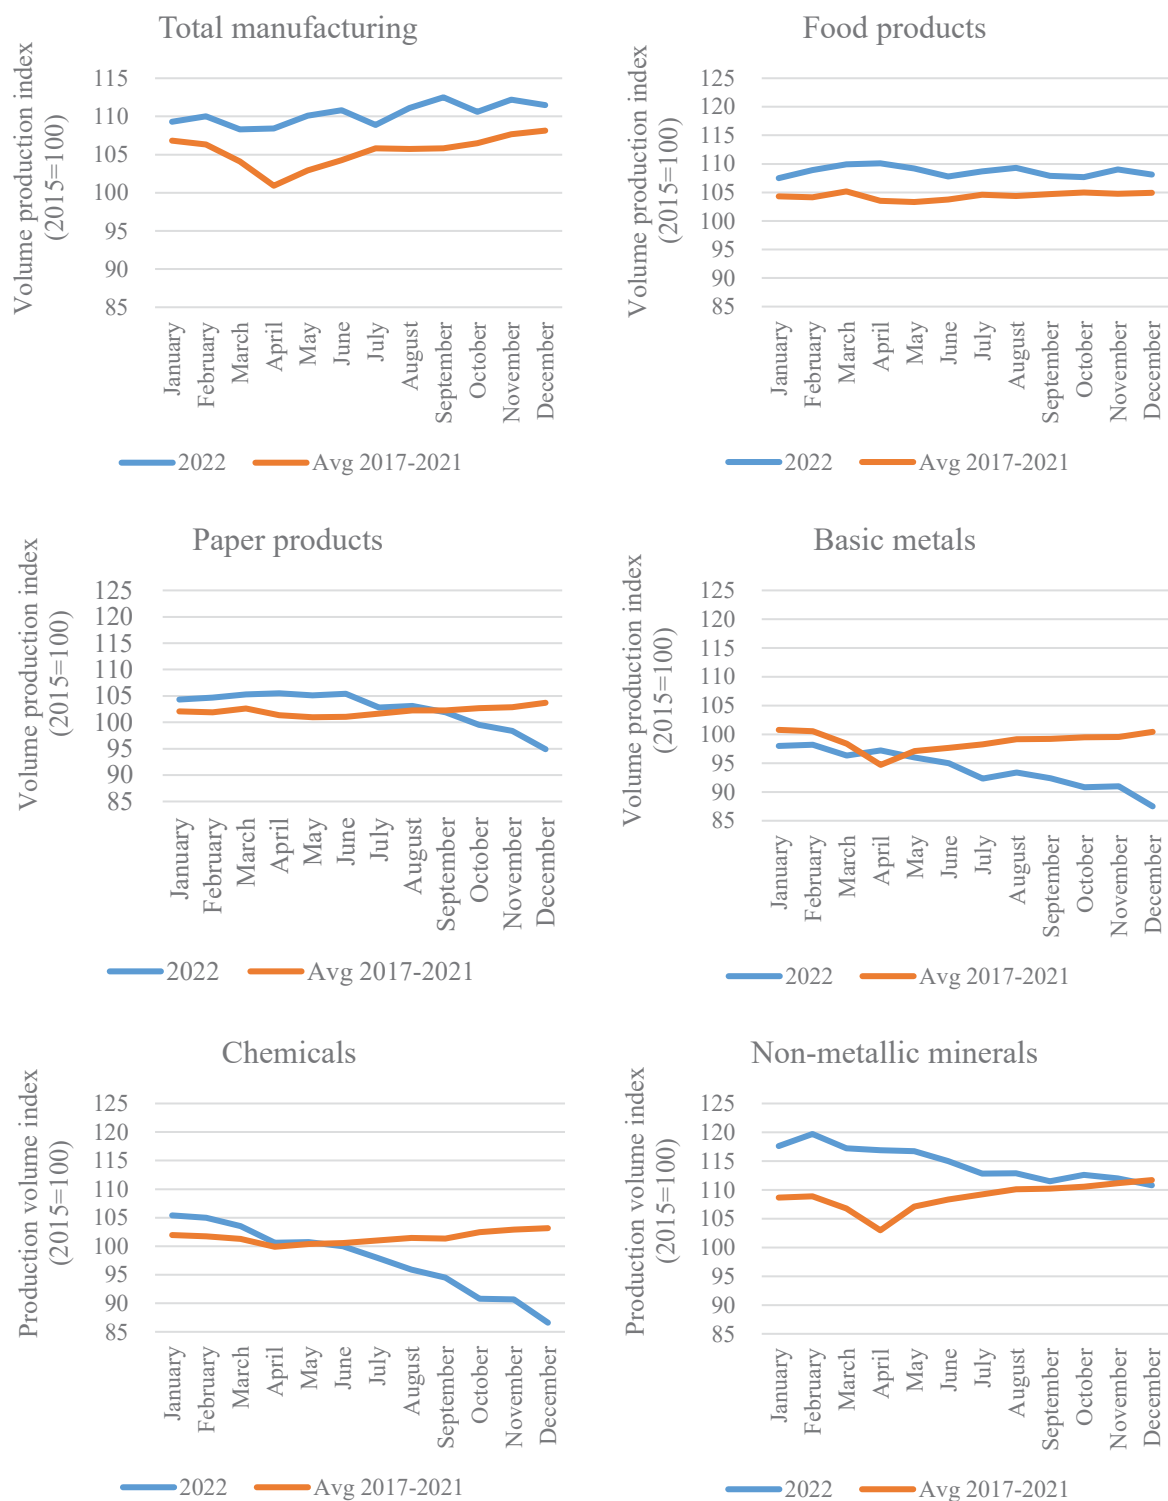 Total manufacturing
Volume production index
(2015=100)
115
110
105
100
95
90
85
January
February
March
April
May
June
July
August
September
October
November
December
2022
Avg 2017-2021
Food products
Volume production index
(2015=100)
125
120
115
110
105
100
95
90
85
January
February
March
April
May
June
July
August
September
October
November
December
2022
Avg 2017-2021
Paper products
Volume production index
(2015=100)
125
120
115
110
105
100
95
90
85
January
February
March
April
May
June
July
August
September
October
November
December
2022
Avg 2017-2021
Basic metals
Volume production index
(2015=100)
125
120
115
110
105
100
95
90
85
January
February
March
April
May
June
July
August
September
October
November
December
2022
Avg 2017-2021
Chemicals
Production volume index
(2015=100)
125
120
115
110
105
100
95
90
85
January
February
March
April
May
June
July
August
September
October
November
December
2022
Avg 2017-2021
Non-metallic minerals
Production volume index
(2015=100)
125
120
115
110
105
100
95
90
85
January
February
March
April
May
June
July
August
September
October
November
December
2022
Avg 2017-2021